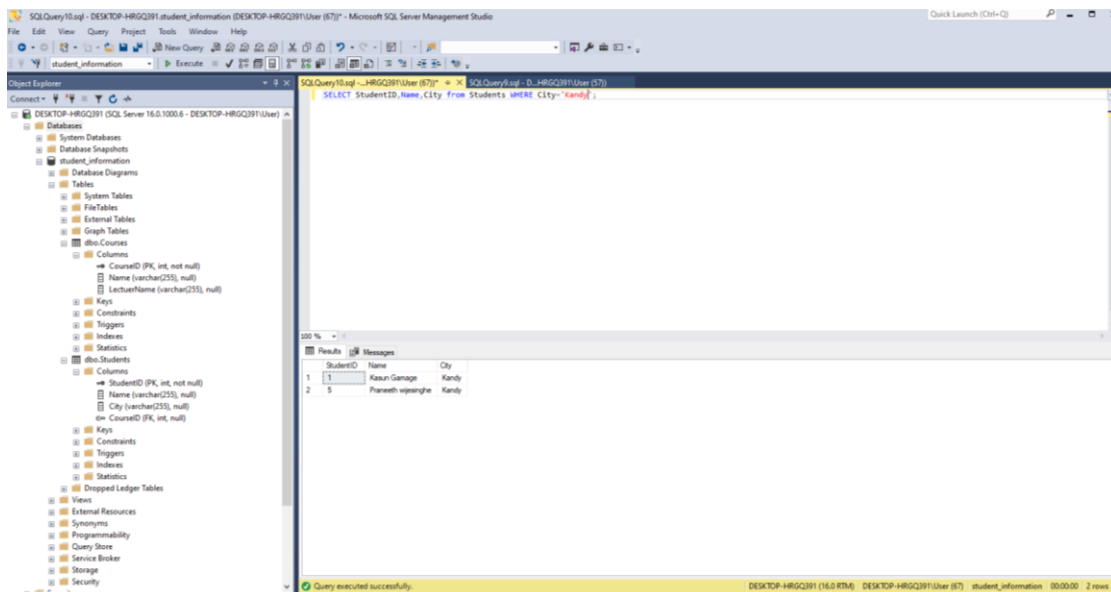 SQLQuery10.sql - DESKTOP-HRGQ391.student_information (DESKTOP-HRGQ391\User (67))* - Microsoft SQL Server Management Studio
Quick Launch (Ctrl+Q)
File Edit View Query Project Tools Window Help
New Query
student_information
Execute
Object Explorer
Connect
DESKTOP-HRGQ391 (SQL Server 16.0.1000.6 - DESKTOP-HRGQ391\User)
Databases
System Databases
Database Snapshots
student_information
Database Diagrams
Tables
System Tables
FileTables
External Tables
Graph Tables
dbo.Courses
Columns
CourseID (PK, int, not null)
Name (varchar(255), null)
LectuerName (varchar(255), null)
Keys
Constraints
Triggers
Indexes
Statistics
dbo.Students
Columns
StudentID (PK, int, not null)
Name (varchar(255), null)
City (varchar(255), null)
CourseID (FK, int, null)
Keys
Constraints
Triggers
Indexes
Statistics
Dropped Ledger Tables
Views
External Resources
Synonyms
Programmability
Query Store
Service Broker
Storage
Security
SQLQuery10.sql -...HRGQ391\User (67))*
SQLQuery9.sql - D...HRGQ391\User (57))
SELECT StudentID,Name,City from Students WHERE City='Kandy';
100 %
Results Messages
StudentID Name City
1 1 Kasun Gamage Kandy
2 5 Praneeth wijesinghe Kandy
Query executed successfully.
DESKTOP-HRGQ391 (16.0 RTM) DESKTOP-HRGQ391\User (67) student_information 00:00:00 2 rows